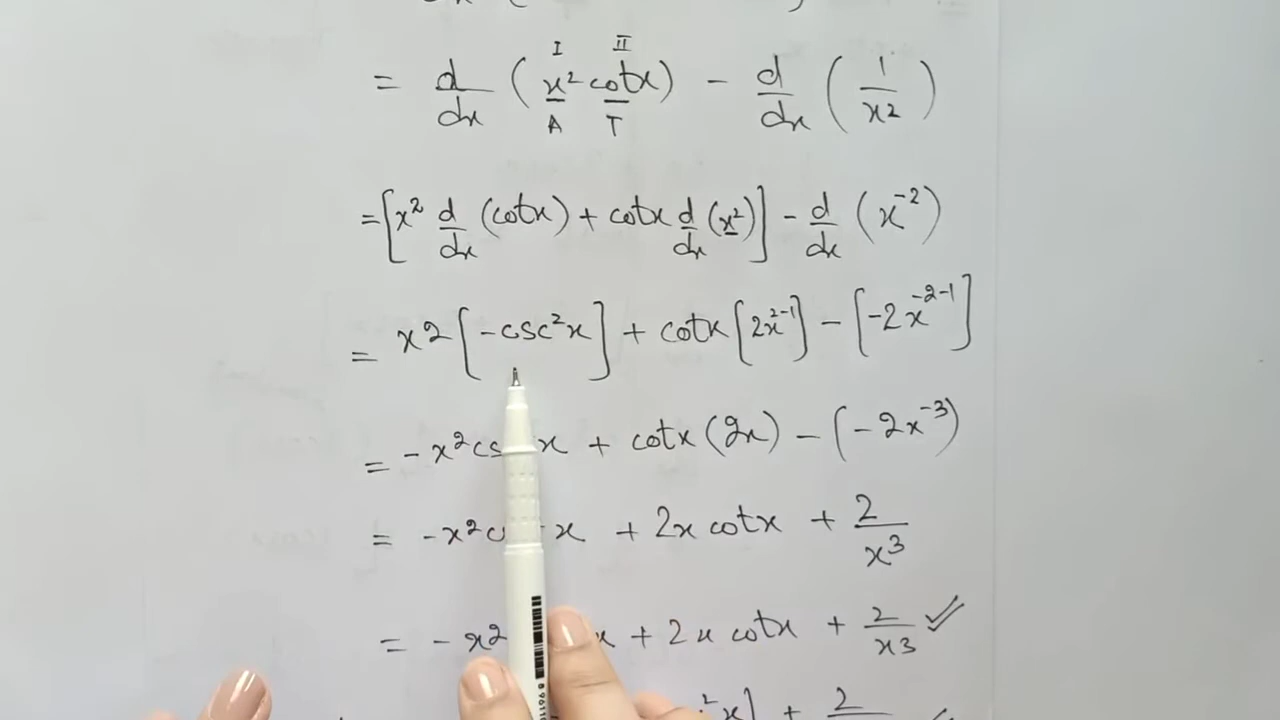 I II
= d/dx (x² cotx) - d/dx (1/x²)
A T
= [x² d/dx (cotx) + cotx d/dx (x²)] - d/dx (x⁻²)
= x2 [-csc²x] + cotx [2x²⁻¹] - [-2x⁻²⁻¹]
= -x²cs x + cotx (2x) - (-2x⁻³)
= -x²c x + 2x cotx + 2/x³
= -x2 x + 2x cotx + 2/x3 ✓
²x] + 2